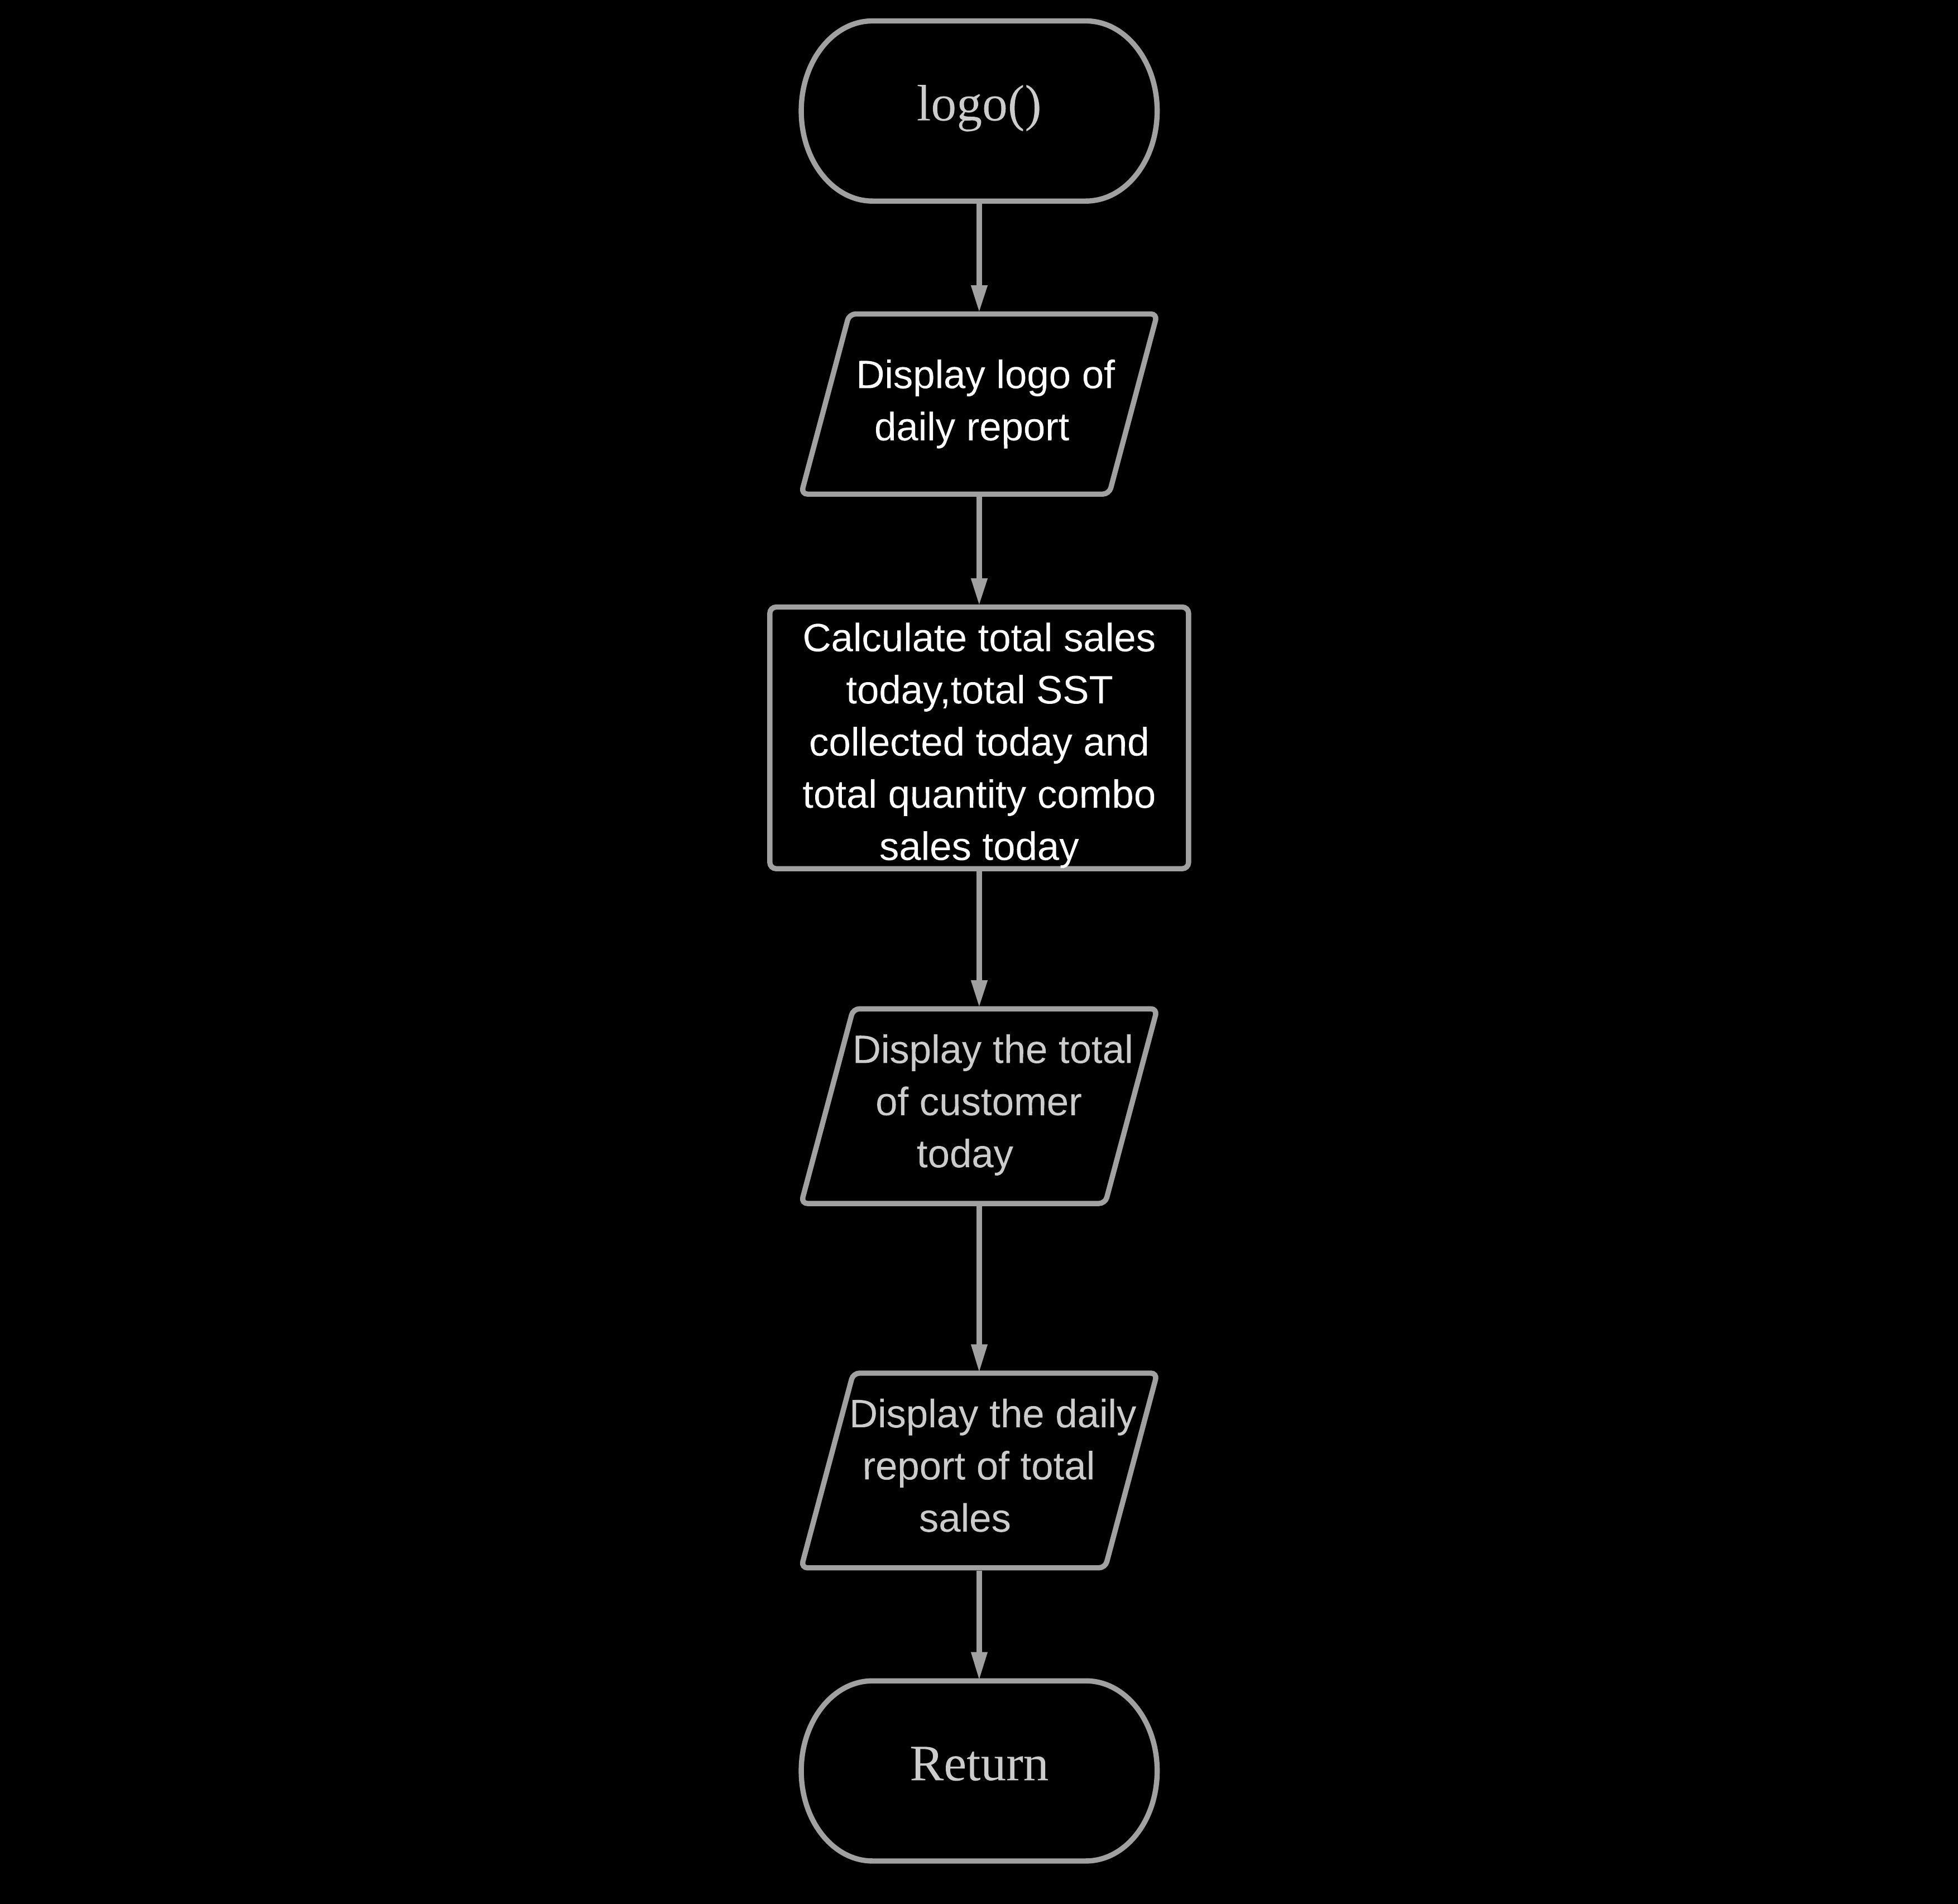 logo()
Display logo of
daily report
Calculate total sales
today,total SST
collected today and
total quantity combo
sales today
Display the total
of customer
today
Display the daily
report of total
sales
Return